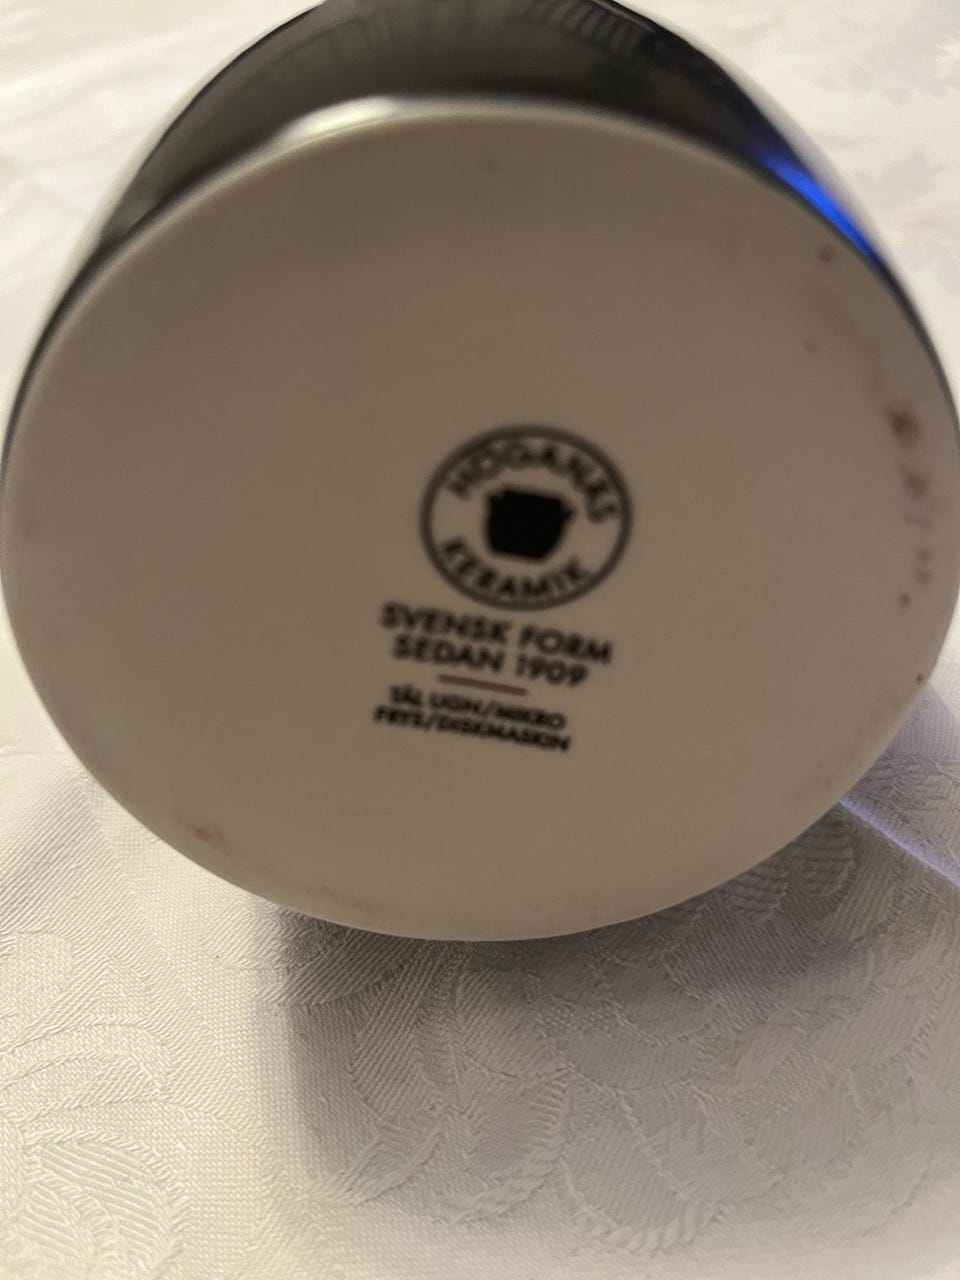 HÖGANÄS
KERAMIK
SVENSK FORM
SEDAN 1909
TÅL UGN/MIKRO
FRYS/DISKMASKIN